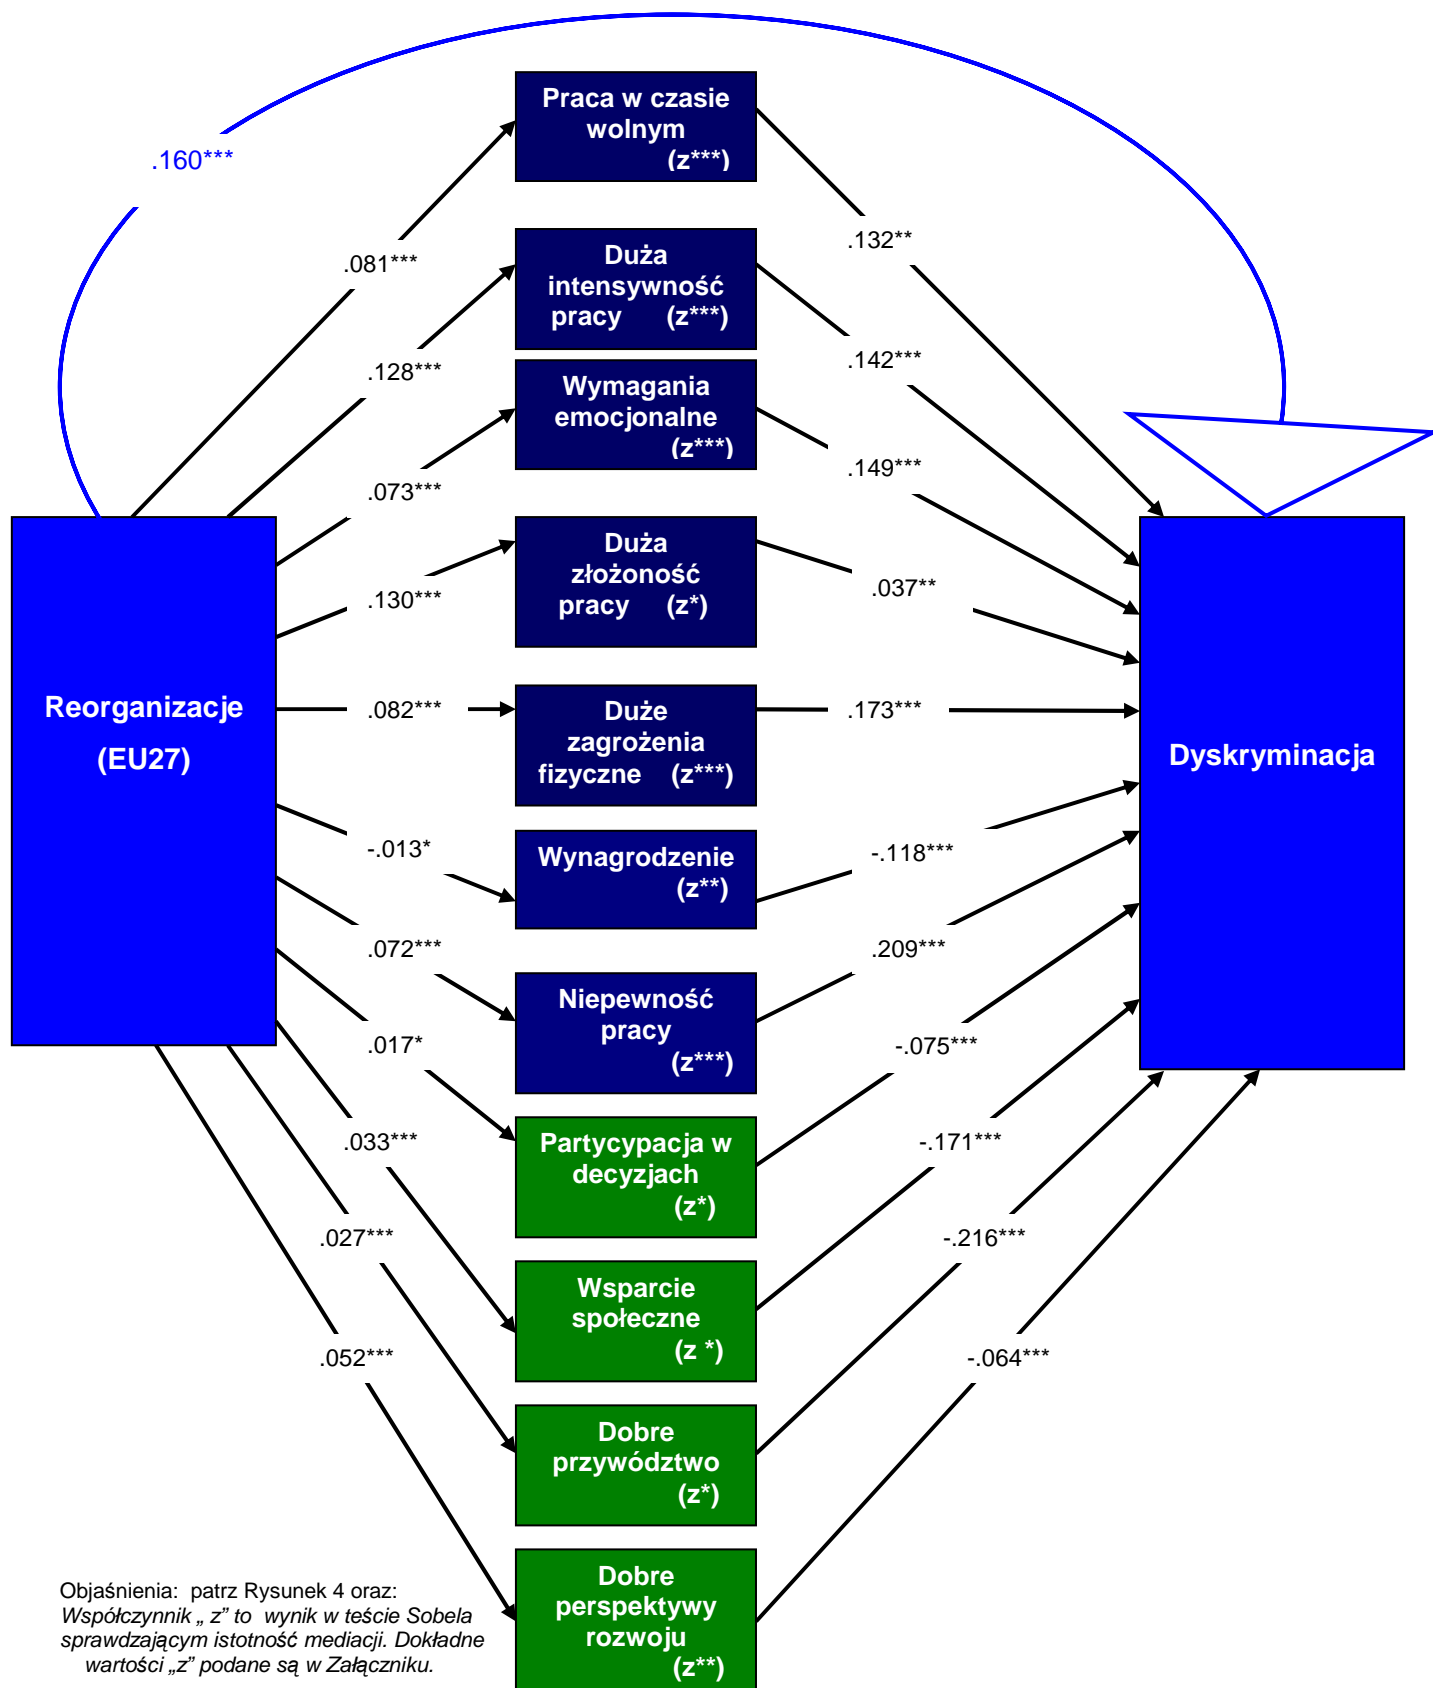 Praca w czasie
wolnym
(z***)
.160***
.081***
.132**
Duża
intensywność
pracy (z***)
.128***
.142***
Wymagania
emocjonalne
(z***)
.073***
.149***
Duża
złożoność
pracy (z*)
.130***
.037**
Reorganizacje
(EU27)
.082***
Duże
zagrożenia
fizyczne (z***)
.173***
Dyskryminacja
-.013*
Wynagrodzenie
(z**)
-.118***
.072***
Niepewność
pracy
(z***)
.209***
.017*
-.075***
Partycypacja w
decyzjach
(z*)
.033***
-.171***
Wsparcie
społeczne
(z *)
.027***
-.216***
Dobre
przywództwo
(z*)
.052***
-.064***
Dobre
perspektywy
rozwoju
(z**)
Objaśnienia: patrz Rysunek 4 oraz:
Współczynnik „ z” to wynik w teście Sobela
sprawdzającym istotność mediacji. Dokładne
wartości „z” podane są w Załączniku.